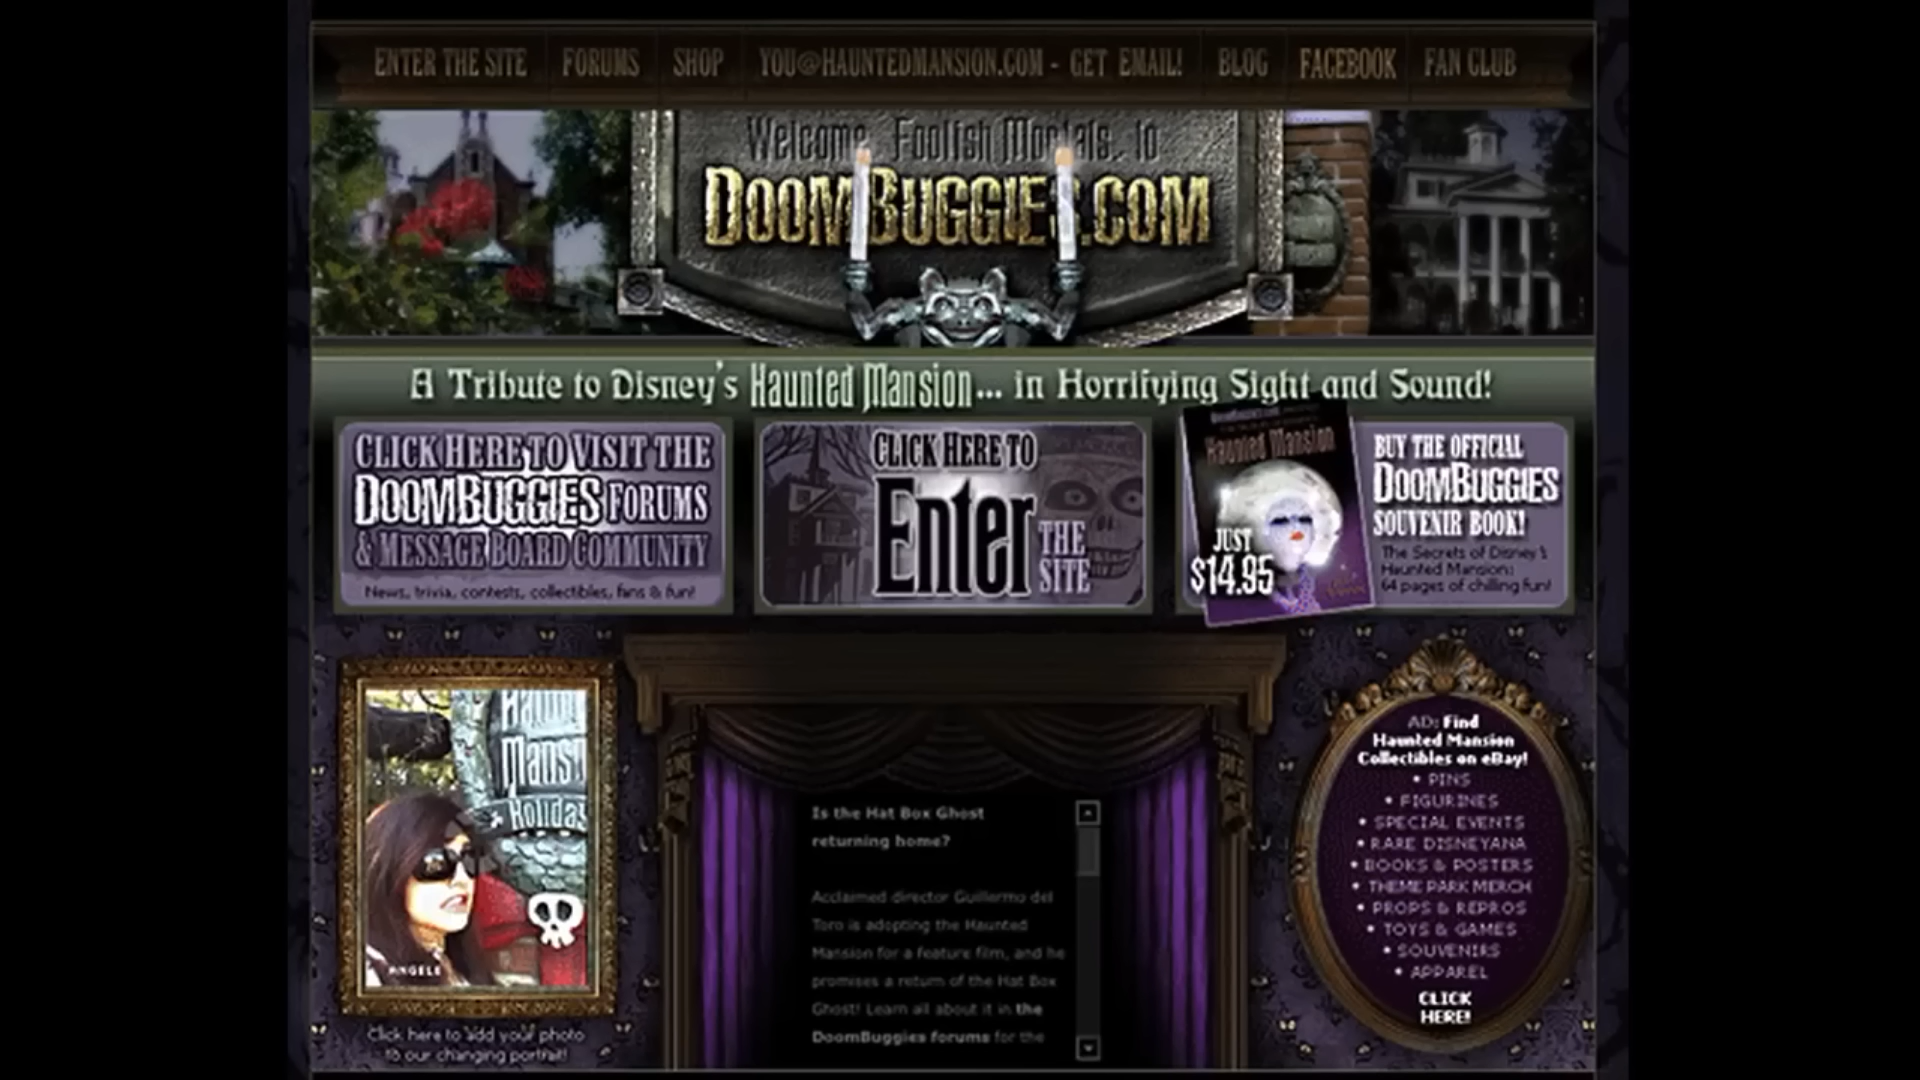 ENTER THE SITE FORUMS SHOP YOU@HAUNTEDMANSION.COM - GET EMAIL! BLOG FACEBOOK FAN CLUB
Welcome, Foolish Mortals, to
DOOMBUGGIES.COM
A Tribute to Disney's Haunted Mansion... in Horrifying Sight and Sound!
CLICK HERE TO VISIT THE
DOOMBUGGIES FORUMS
& MESSAGE BOARD COMMUNITY
News, trivia, contests, collectibles, fans & fun!
CLICK HERE TO
Enter THE
SITE
Haunted Mansion
JUST
$14.95
BUY THE OFFICIAL
DOOMBUGGIES
SOUVENIR BOOK!
The Secrets of Disney's
Haunted Mansion:
64 pages of chilling fun!
Haunted
Mansi
Holiday
ANGELE
Click here to add your photo
to our changing portrait!
Is the Hat Box Ghost
returning home?
Acclaimed director Guillermo del
Toro is adopting the Haunted
Mansion for a feature film, and he
promises a return of the Hat Box
Ghost! Learn all about it in the
DoomBuggies forums for the
AD: Find
Haunted Mansion
Collectibles on eBay!
• PINS
• FIGURINES
• SPECIAL EVENTS
• RARE DISNEYANA
• BOOKS & POSTERS
• THEME PARK MERCH
• PROPS & REPROS
• TOYS & GAMES
• SOUVENIRS
• APPAREL
CLICK
HERE!